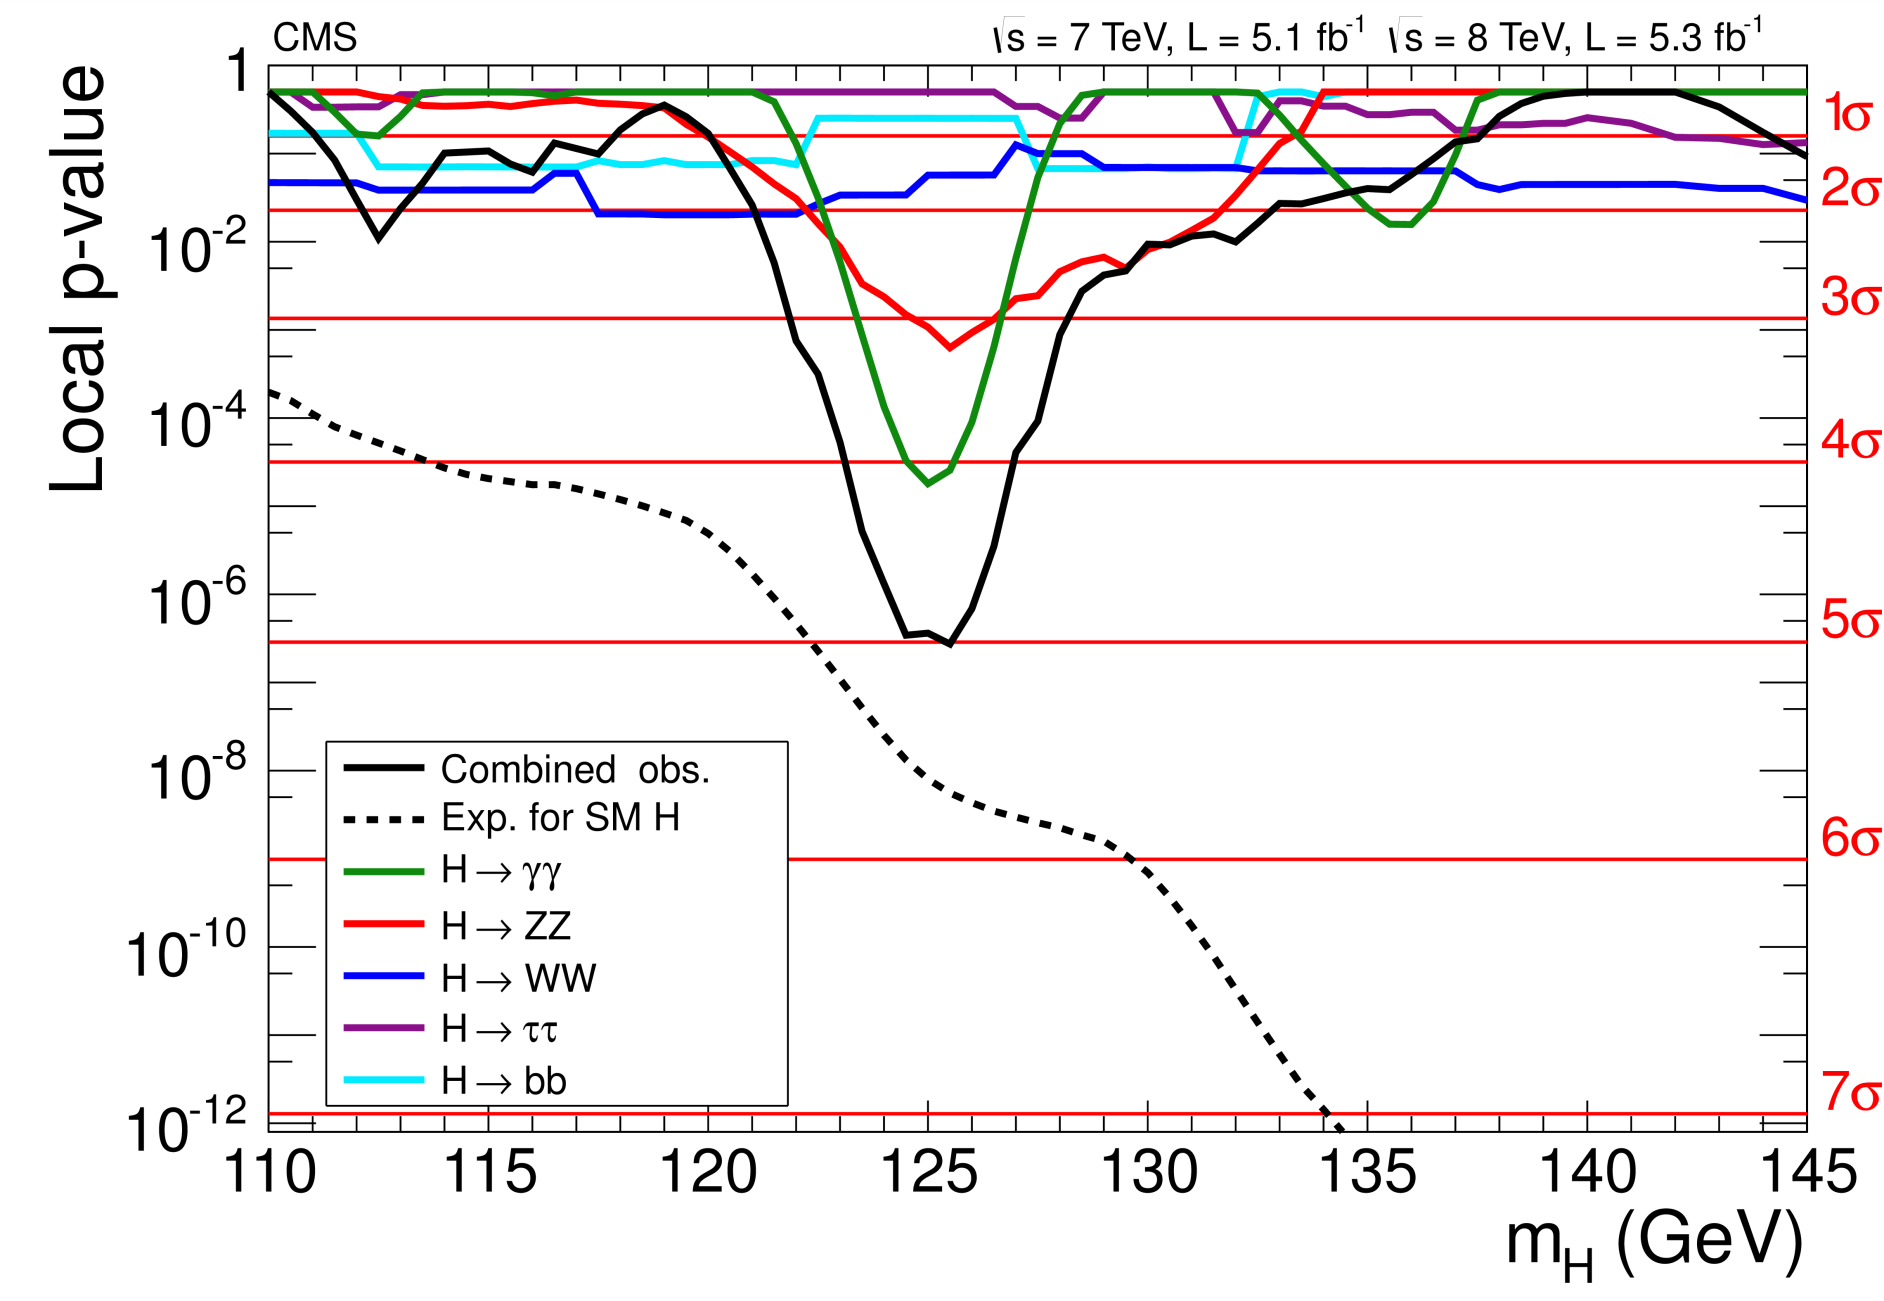 CMS
√s = 7 TeV, L = 5.1 fb⁻¹ √s = 8 TeV, L = 5.3 fb⁻¹
Local p-value
1
10⁻²
10⁻⁴
10⁻⁶
10⁻⁸
10⁻¹⁰
10⁻¹²
1σ
2σ
3σ
4σ
5σ
6σ
7σ
Combined obs.
Exp. for SM H
H → γγ
H → ZZ
H → WW
H → ττ
H → bb
110 115 120 125 130 135 140 145
m_H (GeV)